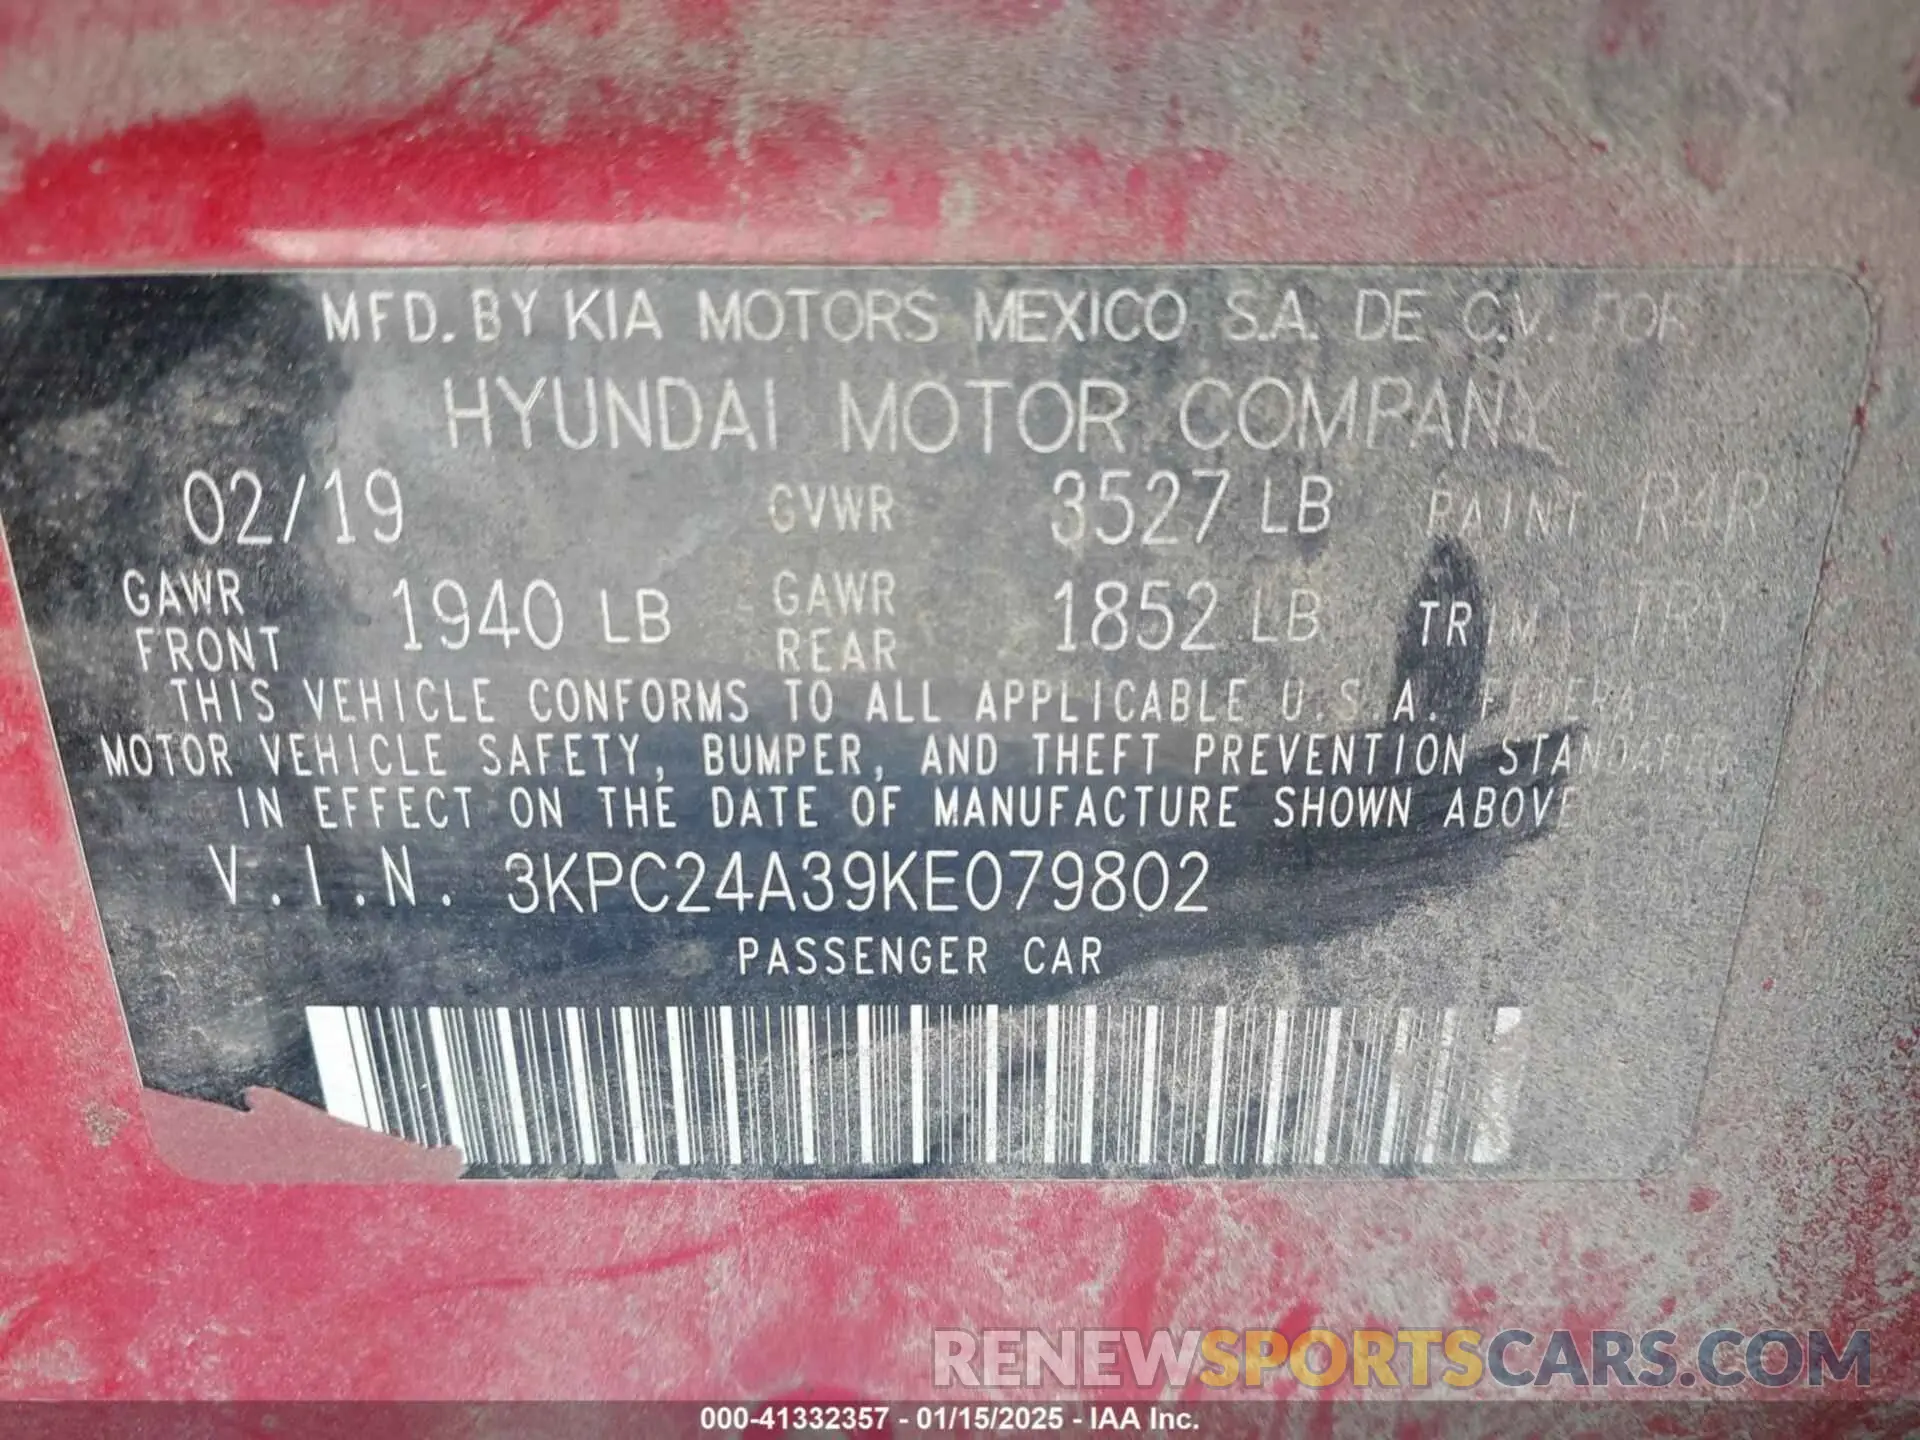 MFD. BY KIA MOTORS MEXICO S.A. DE C.V. FOR
HYUNDAI MOTOR COMPANY
02/19 GVWR 3527 LB PAINT R4R
GAWR FRONT 1940 LB GAWR REAR 1852 LB TRIM TRY
THIS VEHICLE CONFORMS TO ALL APPLICABLE U.S.A. FEDERAL
MOTOR VEHICLE SAFETY, BUMPER, AND THEFT PREVENTION STANDARDS
IN EFFECT ON THE DATE OF MANUFACTURE SHOWN ABOVE
V.I.N. 3KPC24A39KE079802
PASSENGER CAR
RENEWSPORTSCARS.COM
000-41332357 - 01/15/2025 - IAA Inc.